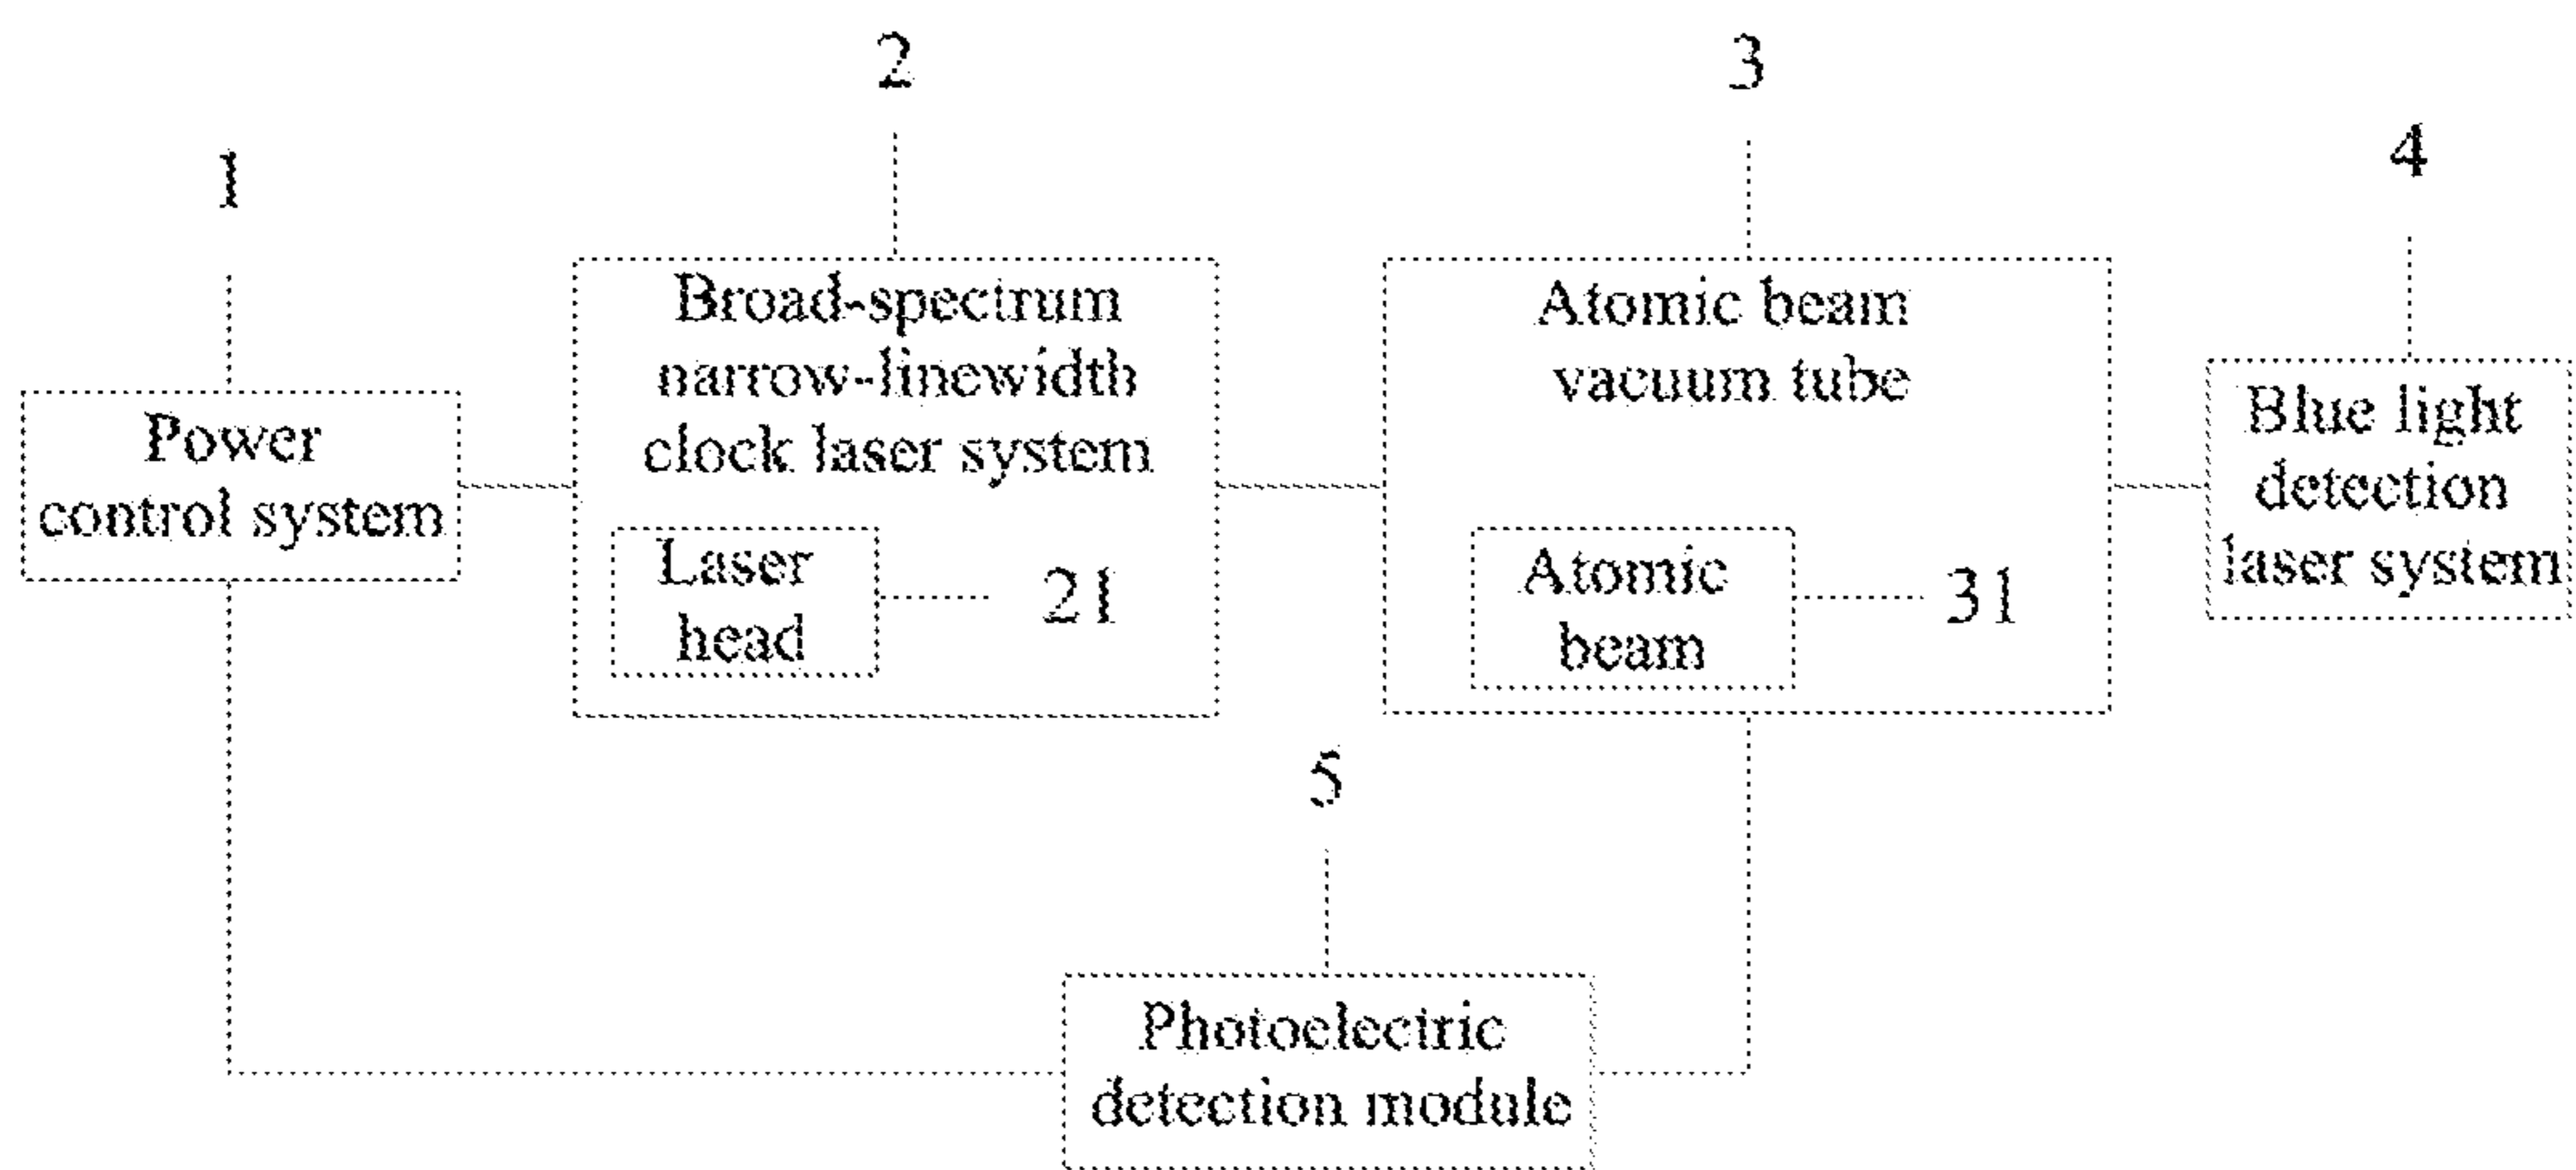 1
2
3
4
Power
control system
Broad-spectrum
narrow-linewidth
clock laser system
Laser
head
21
Atomic beam
vacuum tube
Atomic
beam
31
Blue light
detection
laser system
5
Photoelectric
detection module